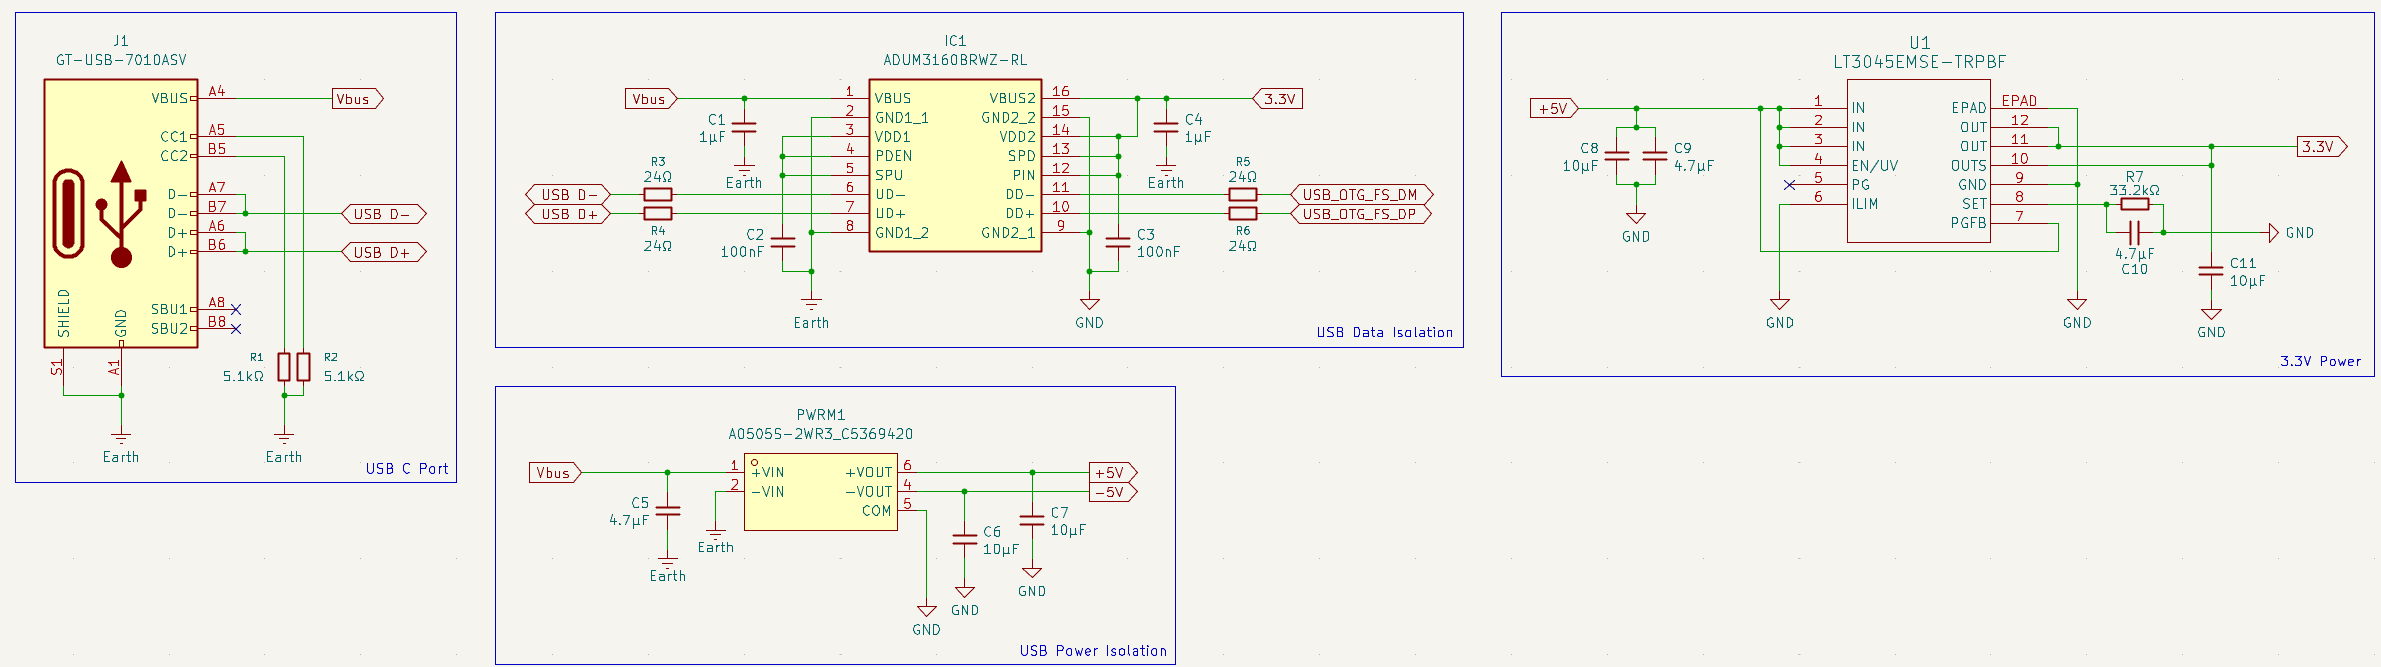 J1
GT-USB-7010ASV
VBUS A4
Vbus
CC1 A5
CC2 B5
D- A7
D- B7
USB D-
D+ A6
D+ B6
USB D+
SBU1 A8
SBU2 B8
SHIELD
GND
S1
A1
R1
5.1kΩ
R2
5.1kΩ
Earth
Earth
USB C Port
IC1
ADUM3160BRWZ-RL
Vbus
C1
1µF
Earth
1 VBUS
2 GND1_1
3 VDD1
4 PDEN
5 SPU
6 UD-
7 UD+
8 GND1_2
VBUS2 16
GND2_2 15
VDD2 14
SPD 13
PIN 12
DD- 11
DD+ 10
GND2_1 9
3.3V
C4
1µF
Earth
R3
24Ω
USB D-
USB D+
R4
24Ω
C2
100nF
Earth
C3
100nF
GND
R5
24Ω
USB_OTG_FS_DM
USB_OTG_FS_DP
R6
24Ω
USB Data Isolation
PWRM1
A0505S-2WR3_C5369420
Vbus
C5
4.7µF
Earth
Earth
1 +VIN
2 -VIN
+VOUT 6
-VOUT 4
COM 5
+5V
-5V
C6
10µF
C7
10µF
GND
GND
GND
USB Power Isolation
U1
LT3045EMSE-TRPBF
+5V
C8
10µF
C9
4.7µF
GND
1 IN
2 IN
3 IN
4 EN/UV
5 PG
6 ILIM
EPAD EPAD
OUT 12
OUT 11
OUTS 10
GND 9
SET 8
PGFB 7
3.3V
R7
33.2kΩ
4.7µF
C10
GND
C11
10µF
GND
GND
GND
3.3V Power